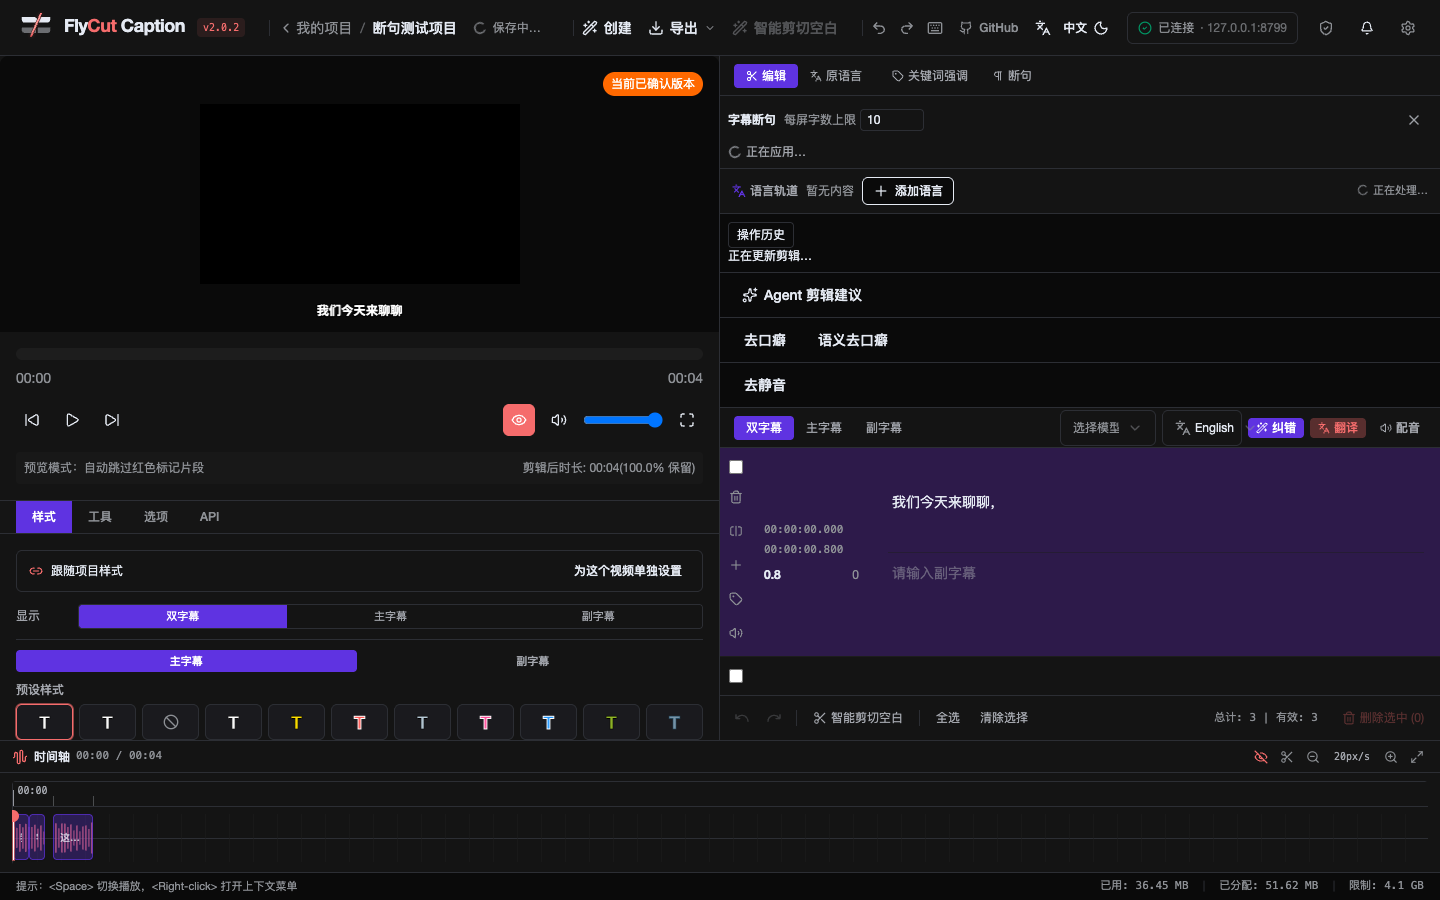 FlyCut Caption v2.0.2 我的项目 / 断句测试项目 保存中... 创建 导出 智能剪切空白 GitHub 中文 已连接 · 127.0.0.1:8799
当前已确认版本
我们今天来聊聊
00:00 00:04
预览模式: 自动跳过红色标记片段 剪辑后时长: 00:04(100.0% 保留)
样式 工具 选项 API
跟随项目样式 为这个视频单独设置
显示 双字幕 主字幕 副字幕
主字幕 副字幕
预设样式
T T T T T T T T T T
编辑 原语言 关键词强调 断句
字幕断句 每屏字数上限 10
正在应用...
语言轨道 暂无内容 添加语言 正在处理...
操作历史
正在更新剪辑...
Agent 剪辑建议
去口癖 语义去口癖
去静音
双字幕 主字幕 副字幕 选择模型 English 纠错 翻译 配音
我们今天来聊聊,
00:00:00.000
00:00:00.800
0.8 0
请输入副字幕
智能剪切空白 全选 清除选择 总计: 3 | 有效: 3 删除选中 (0)
时间轴 00:00 / 00:04 20px/s
00:00
这...
提示: <Space> 切换播放, <Right-click> 打开上下文菜单 已用: 36.45 MB 已分配: 51.62 MB 限制: 4.1 GB